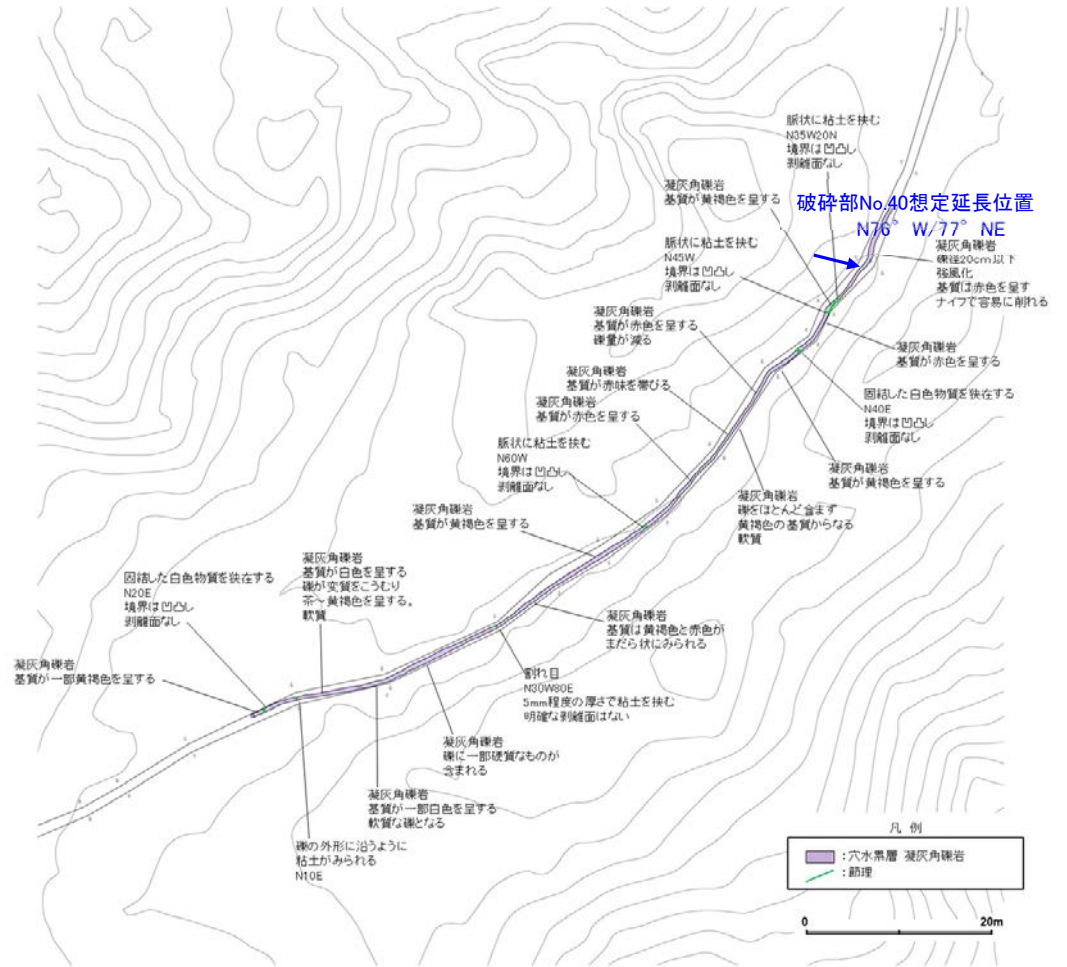 脈状に粘土を挟む
N35W20N
境界は凹凸し
剥離面なし
凝灰角礫岩
基質が黄褐色を呈する
破砕部No.40想定延長位置
N76°W/77°NE
脈状に粘土を挟む
N45W
境界は凹凸し
剥離面なし
凝灰角礫岩
礫径20cm以下
強風化
基質は赤色を呈す
ナイフで容易に削れる
凝灰角礫岩
基質が赤色を呈する
礫量が減る
凝灰角礫岩
基質が赤色を呈する
凝灰角礫岩
基質が赤味を帯びる
固結した白色物質を狭在する
N40E
境界は凹凸し
剥離面なし
凝灰角礫岩
基質が赤色を呈する
脈状に粘土を挟む
N60W
境界は凹凸し
剥離面なし
凝灰角礫岩
基質が黄褐色を呈する
凝灰角礫岩
礫をほとんど含まず
黄褐色の基質からなる
軟質
凝灰角礫岩
基質が黄褐色を呈する
凝灰角礫岩
基質が白色を呈する
礫が変質をこうむり
茶～黄褐色を呈する。
軟質
固結した白色物質を狭在する
N20E
境界は凹凸し
剥離面なし
凝灰角礫岩
基質は黄褐色と赤色が
まだら状にみられる
凝灰角礫岩
基質が一部黄褐色を呈する
割れ目
N30W80E
5mm程度の厚さで粘土を挟む
明確な剥離面はない
凝灰角礫岩
礫に一部硬質なものが
含まれる
凝灰角礫岩
基質が一部白色を呈する
軟質な礫となる
礫の外形に沿うように
粘土がみられる
N10E
凡例
:穴水累層 凝灰角礫岩
:節理
0 20m